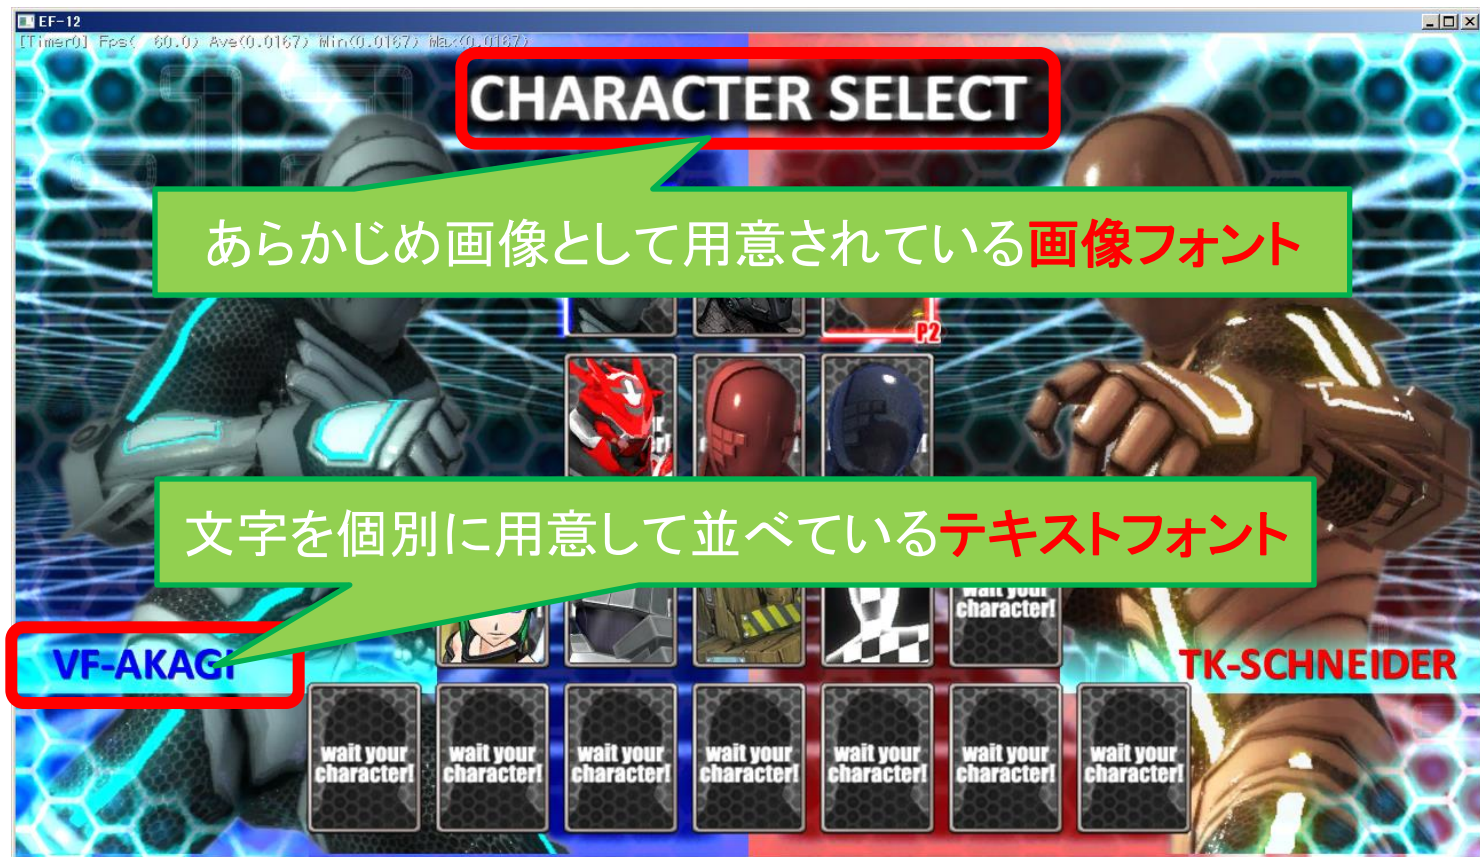 EF-12
[Timer0] Fps( 60.0) Ave(0.0167) Min(0.0167) Max(0.0167)
CHARACTER SELECT
あらかじめ画像として用意されている画像フォント
P2
文字を個別に用意して並べているテキストフォント
wait your
character!
VF-AKAGI
TK-SCHNEIDER
wait your
character!
wait your
character!
wait your
character!
wait your
character!
wait your
character!
wait your
character!
wait your
character!